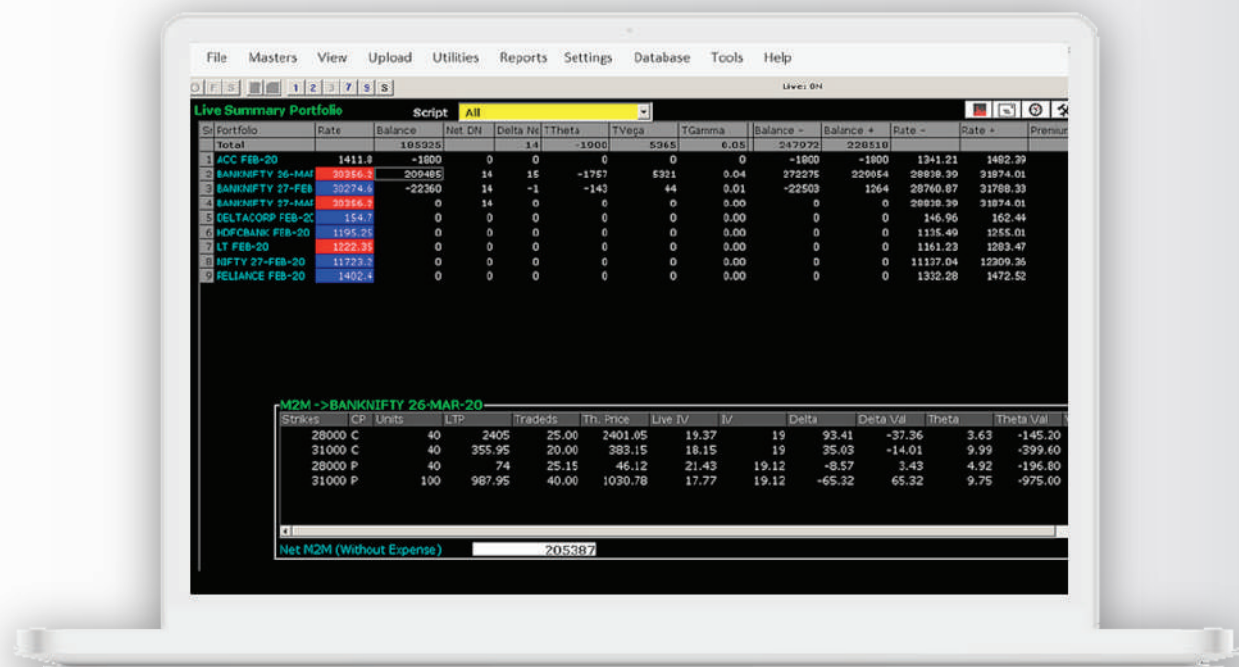 File Masters View Upload Utilities Reports Settings Database Tools Help
1 2 3 7 9 S Live: ON
Live Summary Portfolio Script All
Sr Portfolo Rate Balance Net DN Delta Ne TTheta TVega TGamma Balance - Balance + Rate - Rate + Premium
Total 185325 14 -1900 5365 0.05 247972 228518
1 ACC FEB-20 1411.8 -1800 0 0 0 0 0 -1800 -1800 1341.21 1482.39
2 BANKNIFTY 26-MAR 30356.2 209485 14 15 -1757 5321 0.04 272275 229054 28838.39 31874.01
3 BANKNIFTY 27-FEB 30274.6 -22360 14 -1 -143 44 0.01 -22503 1264 28760.87 31788.33
4 BANKNIFTY 27-MAR 30356.2 0 14 0 0 0 0.00 0 0 28838.39 31874.01
5 DELTACORP FEB-20 154.7 0 0 0 0 0 0.00 0 0 146.96 162.44
6 HDFCBANK FEB-20 1195.25 0 0 0 0 0 0.00 0 0 1135.49 1255.01
7 LT FEB-20 1222.35 0 0 0 0 0 0.00 0 0 1161.23 1283.47
8 NIFTY 27-FEB-20 11723.2 0 0 0 0 0 0.00 0 0 11137.04 12309.36
9 RELIANCE FEB-20 1402.4 0 0 0 0 0 0.00 0 0 1332.28 1472.52
M2M ->BANKNIFTY 26-MAR-20
Strikes CP Units LTP Tradeds Th. Price Live IV IV Delta Delta Val Theta Theta Val
28000 C 40 2405 25.00 2401.05 19.37 19 93.41 -37.36 3.63 -145.20
31000 C 40 355.95 20.00 383.15 18.15 19 35.03 -14.01 9.99 -399.60
28000 P 40 74 25.15 46.12 21.43 19.12 -8.57 3.43 4.92 -196.80
31000 P 100 987.95 40.00 1030.78 17.77 19.12 -65.32 65.32 9.75 -975.00
Net M2M (Without Expense) 205387